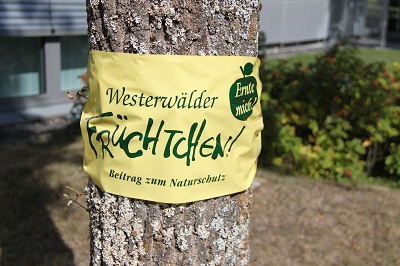 Ernte
mich!
Westerwälder
FRÜCHTCHEN!
Beitrag zum Naturschutz